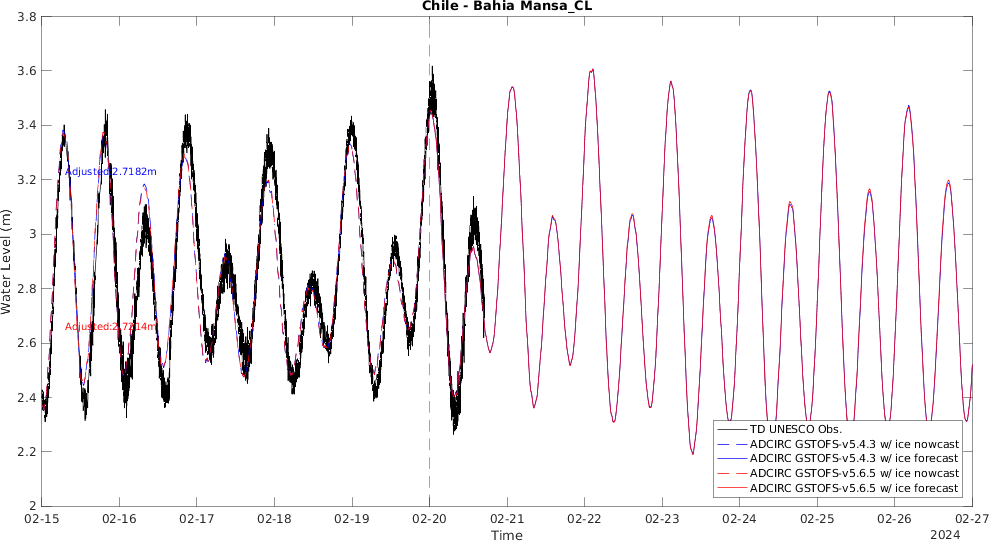 Chile - Bahia Mansa_CL
3.8
3.6
3.4
3.2
3
2.8
2.6
2.4
2.2
2
Water Level (m)
Adjusted:2.7182m
Adjusted:2.7214m
TD UNESCO Obs.
ADCIRC GSTOFS-v5.4.3 w/ ice nowcast
ADCIRC GSTOFS-v5.4.3 w/ ice forecast
ADCIRC GSTOFS-v5.6.5 w/ ice nowcast
ADCIRC GSTOFS-v5.6.5 w/ ice forecast
02-15 02-16 02-17 02-18 02-19 02-20 02-21 02-22 02-23 02-24 02-25 02-26 02-27
Time
2024